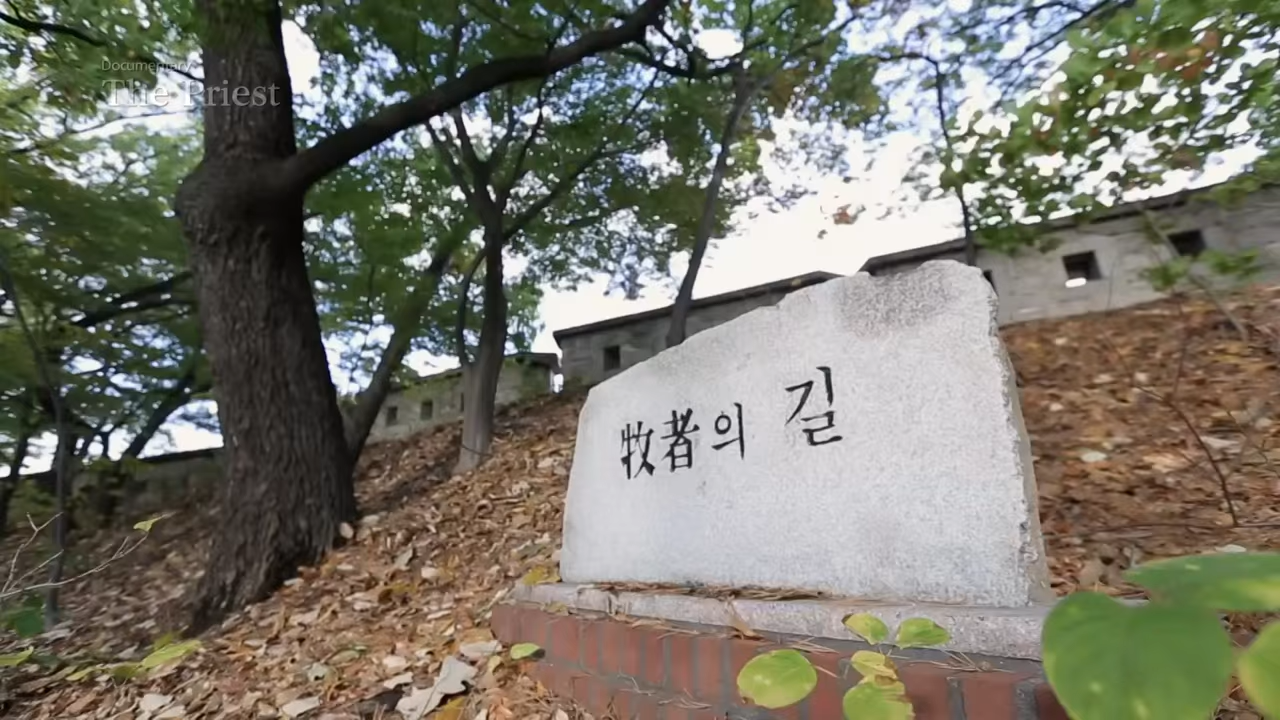 Documentary
The Priest
牧者의 길